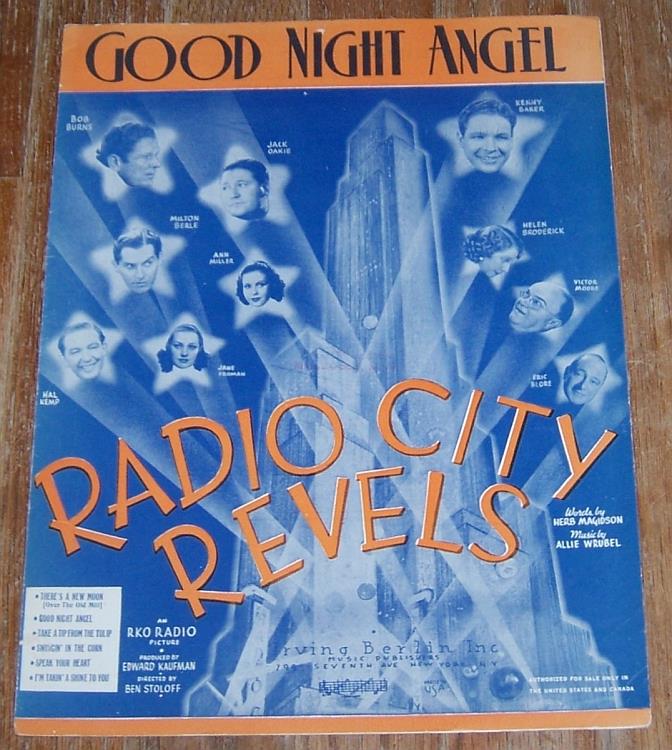 GOOD NIGHT ANGEL
BOB
BURNS
JACK
OAKIE
KENNY
BAKER
MILTON
BERLE
ANN
MILLER
HELEN
BRODERICK
VICTOR
MOORE
HAL
KEMP
JANE
FROMAN
ERIC
BLORE
RADIO CITY
REVELS
Words by
HERB MAGIDSON
Music by
ALLIE WRUBEL
• THERE'S A NEW MOON
[Over The Old Mill]
• GOOD NIGHT ANGEL
• TAKE A TIP FROM THE TULIP
• SWINGIN' IN THE CORN
• SPEAK YOUR HEART
• I'M TAKIN' A SHINE TO YOU
AN
RKO RADIO
PICTURE
PRODUCED BY
EDWARD KAUFMAN
DIRECTED BY
BEN STOLOFF
Irving Berlin Inc
MUSIC PUBLISHERS
799 SEVENTH AVE NEW YORK N.Y.
MADE IN
USA
AUTHORIZED FOR SALE ONLY IN
THE UNITED STATES AND CANADA